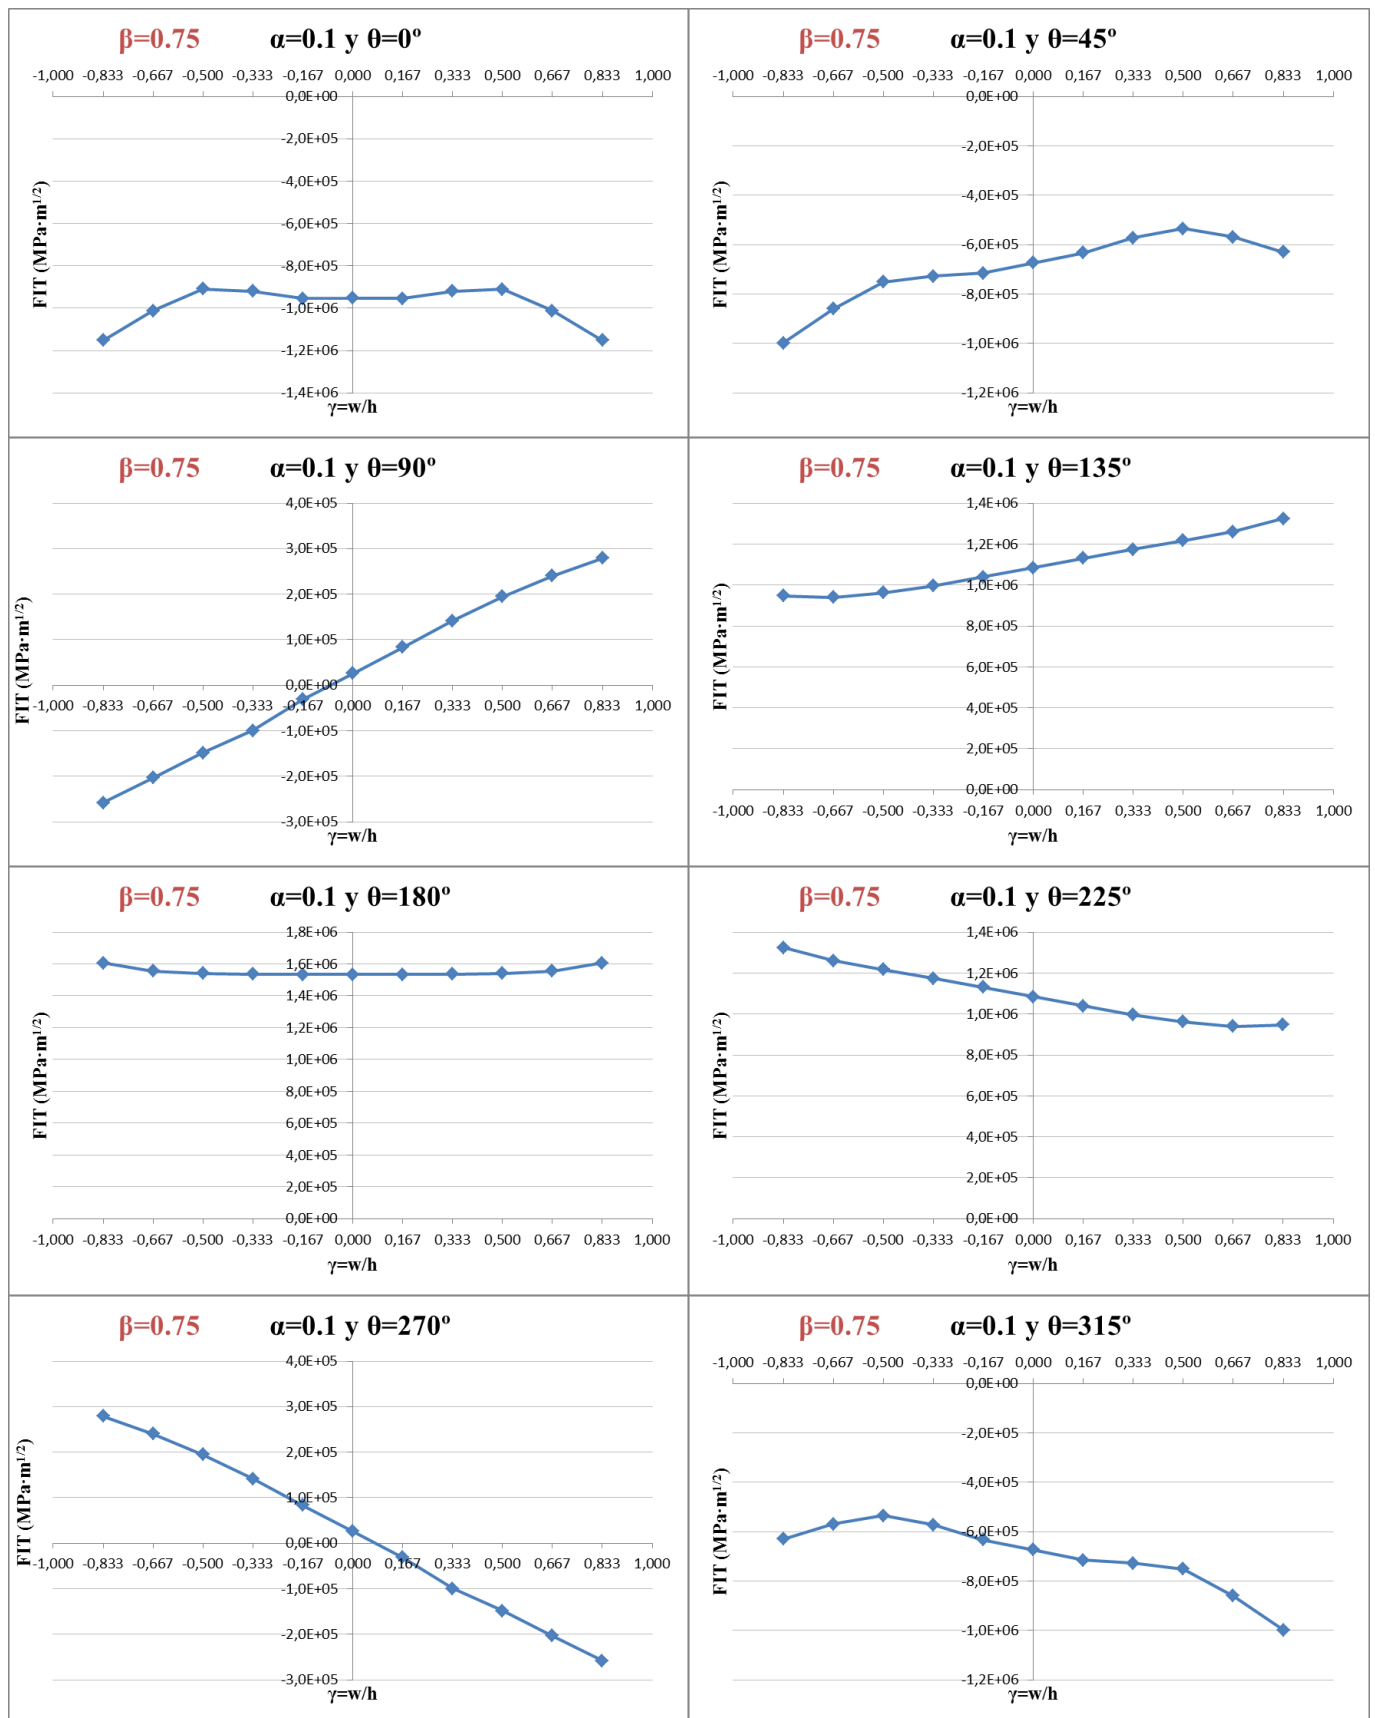 β=0.75 α=0.1 y θ=0º
-1,000 -0,833 -0,667 -0,500 -0,333 -0,167 0,000 0,167 0,333 0,500 0,667 0,833 1,000
0,0E+00
-2,0E+05
-4,0E+05
-6,0E+05
-8,0E+05
-1,0E+06
-1,2E+06
-1,4E+06
FIT (MPa·m1/2)
γ=w/h
β=0.75 α=0.1 y θ=45º
-1,000 -0,833 -0,667 -0,500 -0,333 -0,167 0,000 0,167 0,333 0,500 0,667 0,833 1,000
0,0E+00
-2,0E+05
-4,0E+05
-6,0E+05
-8,0E+05
-1,0E+06
-1,2E+06
FIT (MPa·m1/2)
γ=w/h
β=0.75 α=0.1 y θ=90º
4,0E+05
3,0E+05
2,0E+05
1,0E+05
0,0E+00
-1,000 -0,833 -0,667 -0,500 -0,333 -0,167 0,000 0,167 0,333 0,500 0,667 0,833 1,000
-1,0E+05
-2,0E+05
-3,0E+05
FIT (MPa·m1/2)
γ=w/h
β=0.75 α=0.1 y θ=135º
1,4E+06
1,2E+06
1,0E+06
8,0E+05
6,0E+05
4,0E+05
2,0E+05
0,0E+00
-1,000 -0,833 -0,667 -0,500 -0,333 -0,167 0,000 0,167 0,333 0,500 0,667 0,833 1,000
FIT (MPa·m1/2)
γ=w/h
β=0.75 α=0.1 y θ=180º
1,8E+06
1,6E+06
1,4E+06
1,2E+06
1,0E+06
8,0E+05
6,0E+05
4,0E+05
2,0E+05
0,0E+00
-1,000 -0,833 -0,667 -0,500 -0,333 -0,167 0,000 0,167 0,333 0,500 0,667 0,833 1,000
FIT (MPa·m1/2)
γ=w/h
β=0.75 α=0.1 y θ=225º
1,4E+06
1,2E+06
1,0E+06
8,0E+05
6,0E+05
4,0E+05
2,0E+05
0,0E+00
-1,000 -0,833 -0,667 -0,500 -0,333 -0,167 0,000 0,167 0,333 0,500 0,667 0,833 1,000
FIT (MPa·m1/2)
γ=w/h
β=0.75 α=0.1 y θ=270º
4,0E+05
3,0E+05
2,0E+05
1,0E+05
0,0E+00
-1,000 -0,833 -0,667 -0,500 -0,333 -0,167 0,000 0,167 0,333 0,500 0,667 0,833 1,000
-1,0E+05
-2,0E+05
-3,0E+05
FIT (MPa·m1/2)
γ=w/h
β=0.75 α=0.1 y θ=315º
-1,000 -0,833 -0,667 -0,500 -0,333 -0,167 0,000 0,167 0,333 0,500 0,667 0,833 1,000
0,0E+00
-2,0E+05
-4,0E+05
-6,0E+05
-8,0E+05
-1,0E+06
-1,2E+06
FIT (MPa·m1/2)
γ=w/h